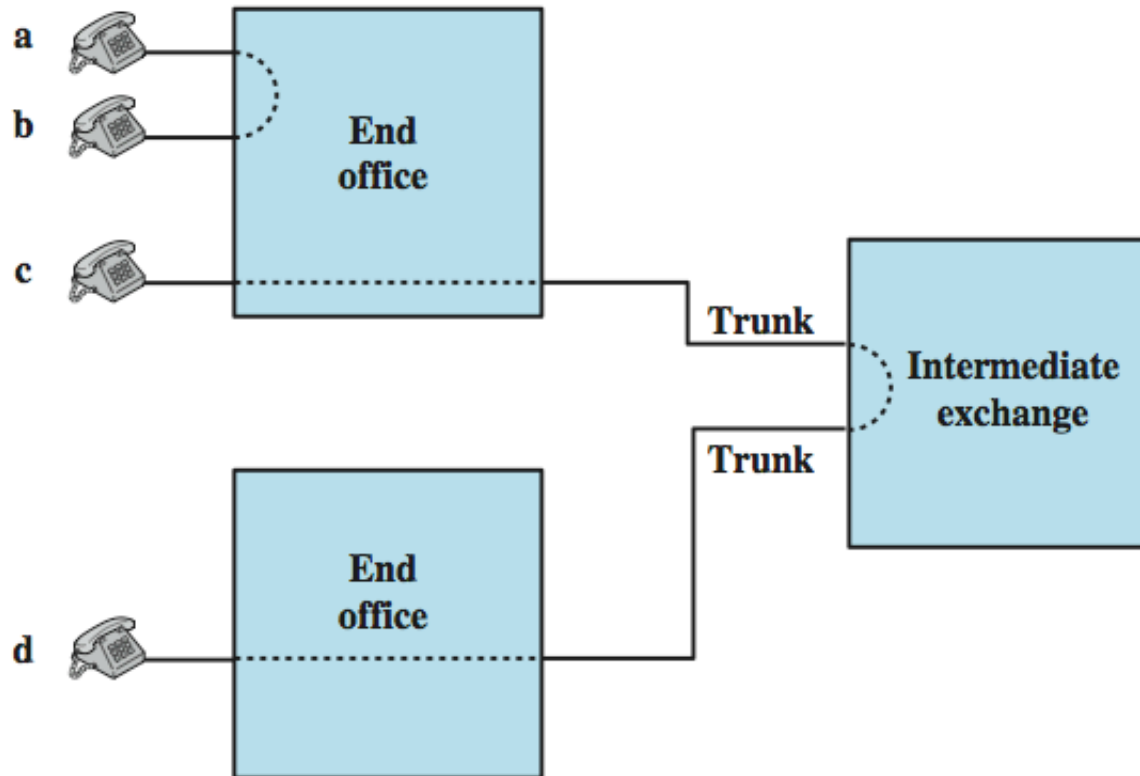 a
b
End
office
c
Trunk
Intermediate
exchange
Trunk
End
office
d